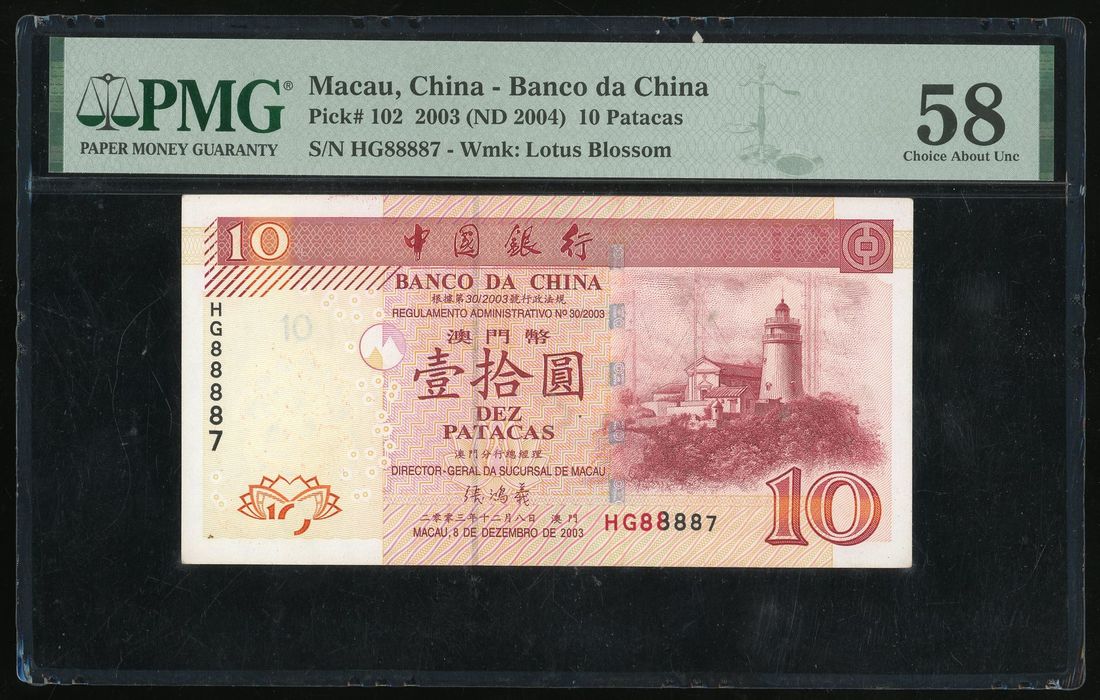 PMG®
PAPER MONEY GUARANTY
Macau, China - Banco da China
Pick# 102 2003 (ND 2004) 10 Patacas
S/N HG88887 - Wmk: Lotus Blossom
58
Choice About Unc
10
中國銀行
BANCO DA CHINA
根據第30/2003號行政法規
REGULAMENTO ADMINISTRATIVO Nº 30/2003
HG88887
10
澳門幣
壹拾圓
DEZ
PATACAS
澳門分行總經理
DIRECTOR-GERAL DA SUCURSAL DE MACAU
張鴻義
二零零三年十二月八日 澳門
MACAU, 8 DE DEZEMBRO DE 2003
HG88887
10